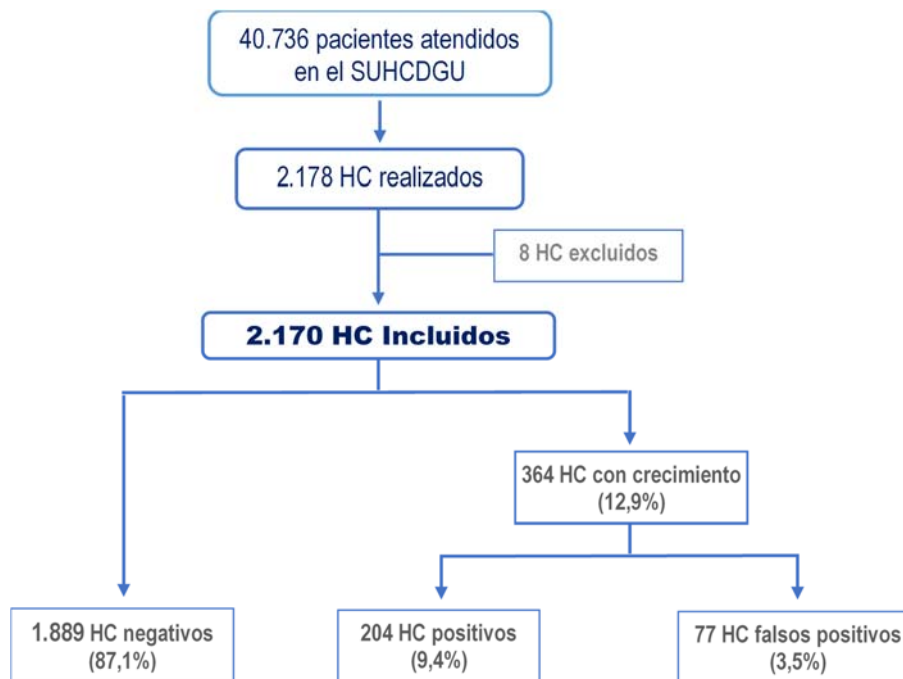 40.736 pacientes atendidos
en el SUHCDGU
2.178 HC realizados
8 HC excluidos
2.170 HC Incluidos
364 HC con crecimiento
(12,9%)
1.889 HC negativos
(87,1%)
204 HC positivos
(9,4%)
77 HC falsos positivos
(3,5%)